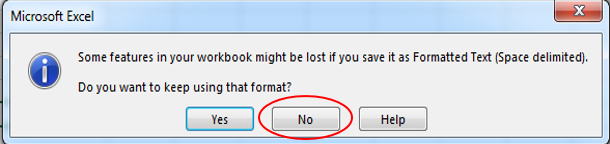 Microsoft Excel
Some features in your workbook might be lost if you save it as Formatted Text (Space delimited).
Do you want to keep using that format?
Yes No Help